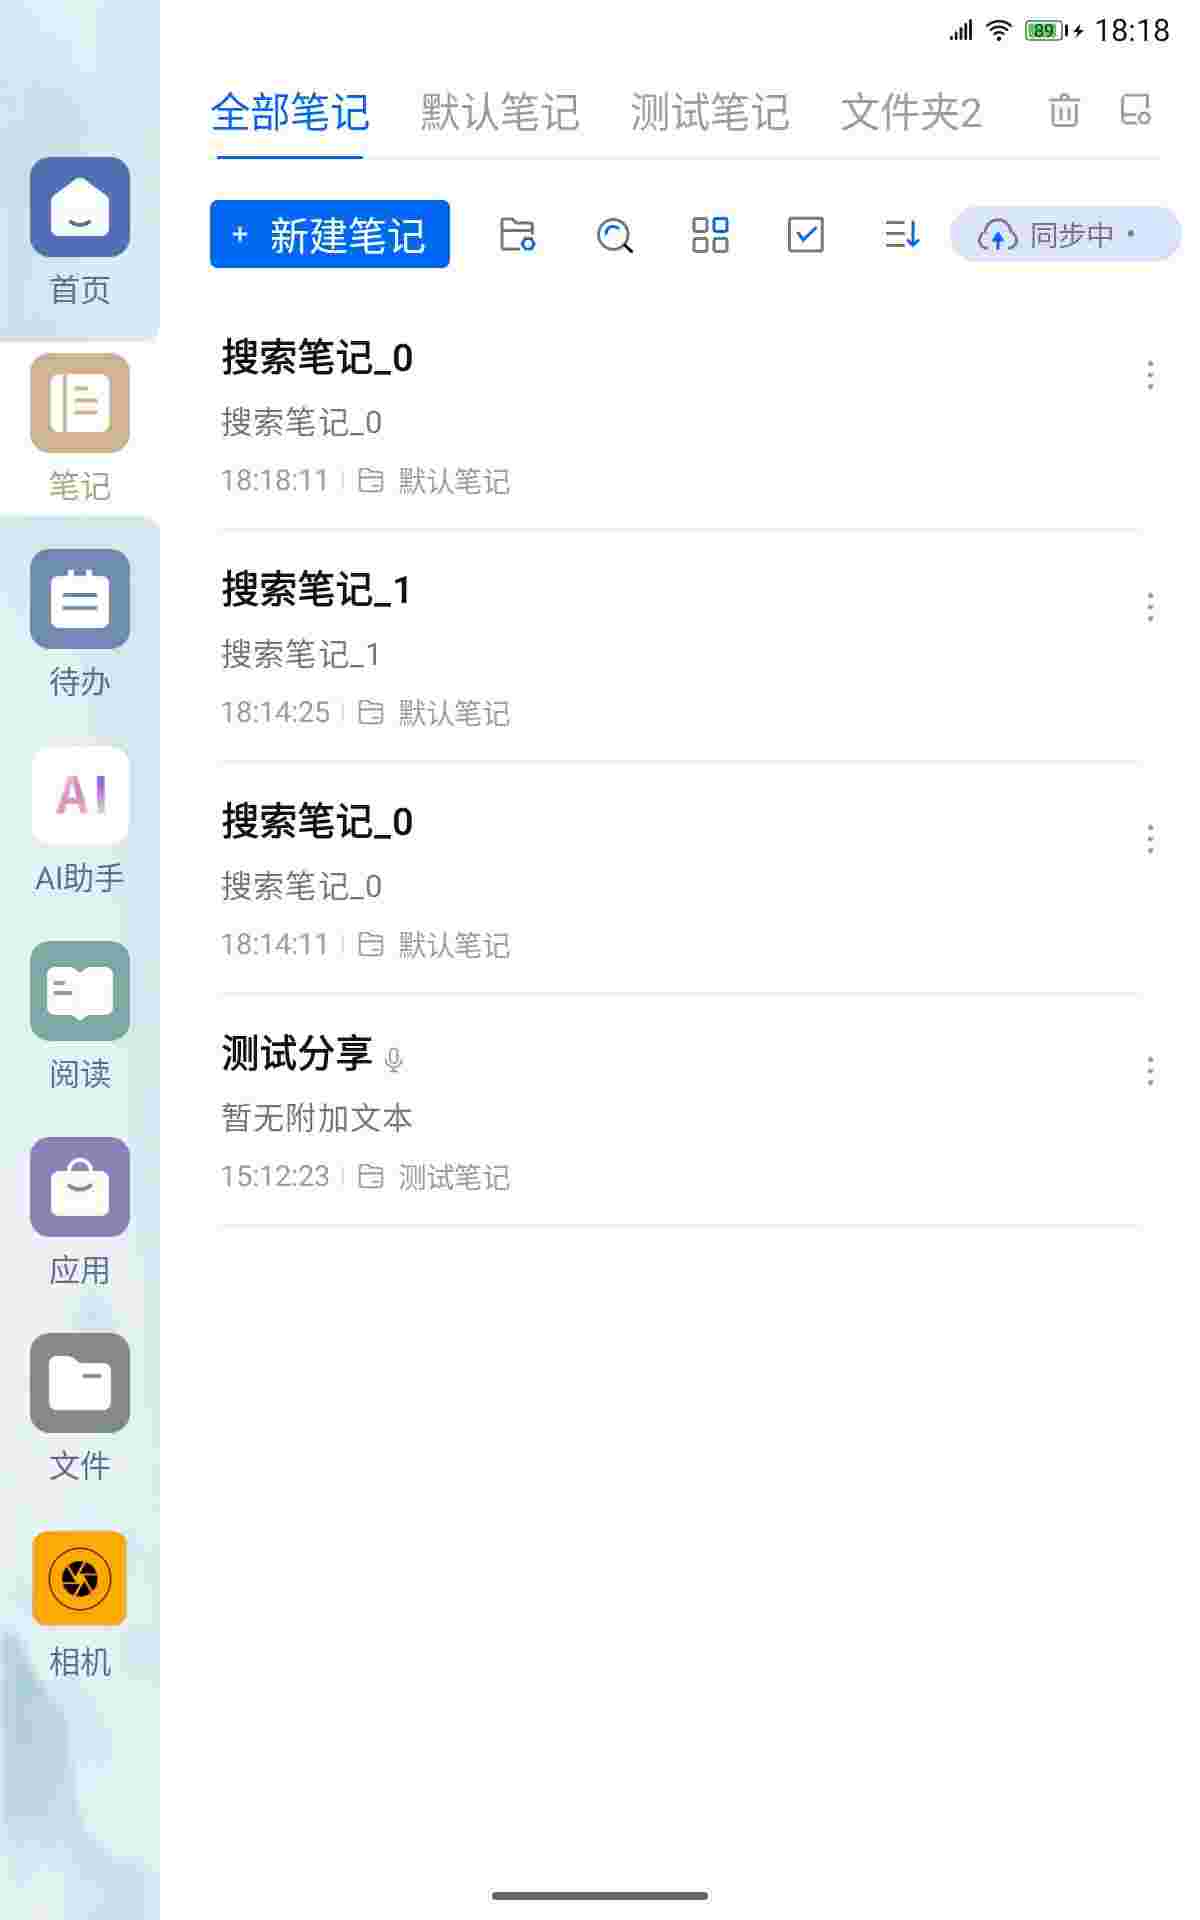 89 18:18
全部笔记 默认笔记 测试笔记 文件夹2
+ 新建笔记 同步中 ·
首页
笔记
待办
AI
AI助手
阅读
应用
文件
相机
搜索笔记_0
搜索笔记_0
18:18:11 默认笔记
搜索笔记_1
搜索笔记_1
18:14:25 默认笔记
搜索笔记_0
搜索笔记_0
18:14:11 默认笔记
测试分享
暂无附加文本
15:12:23 测试笔记